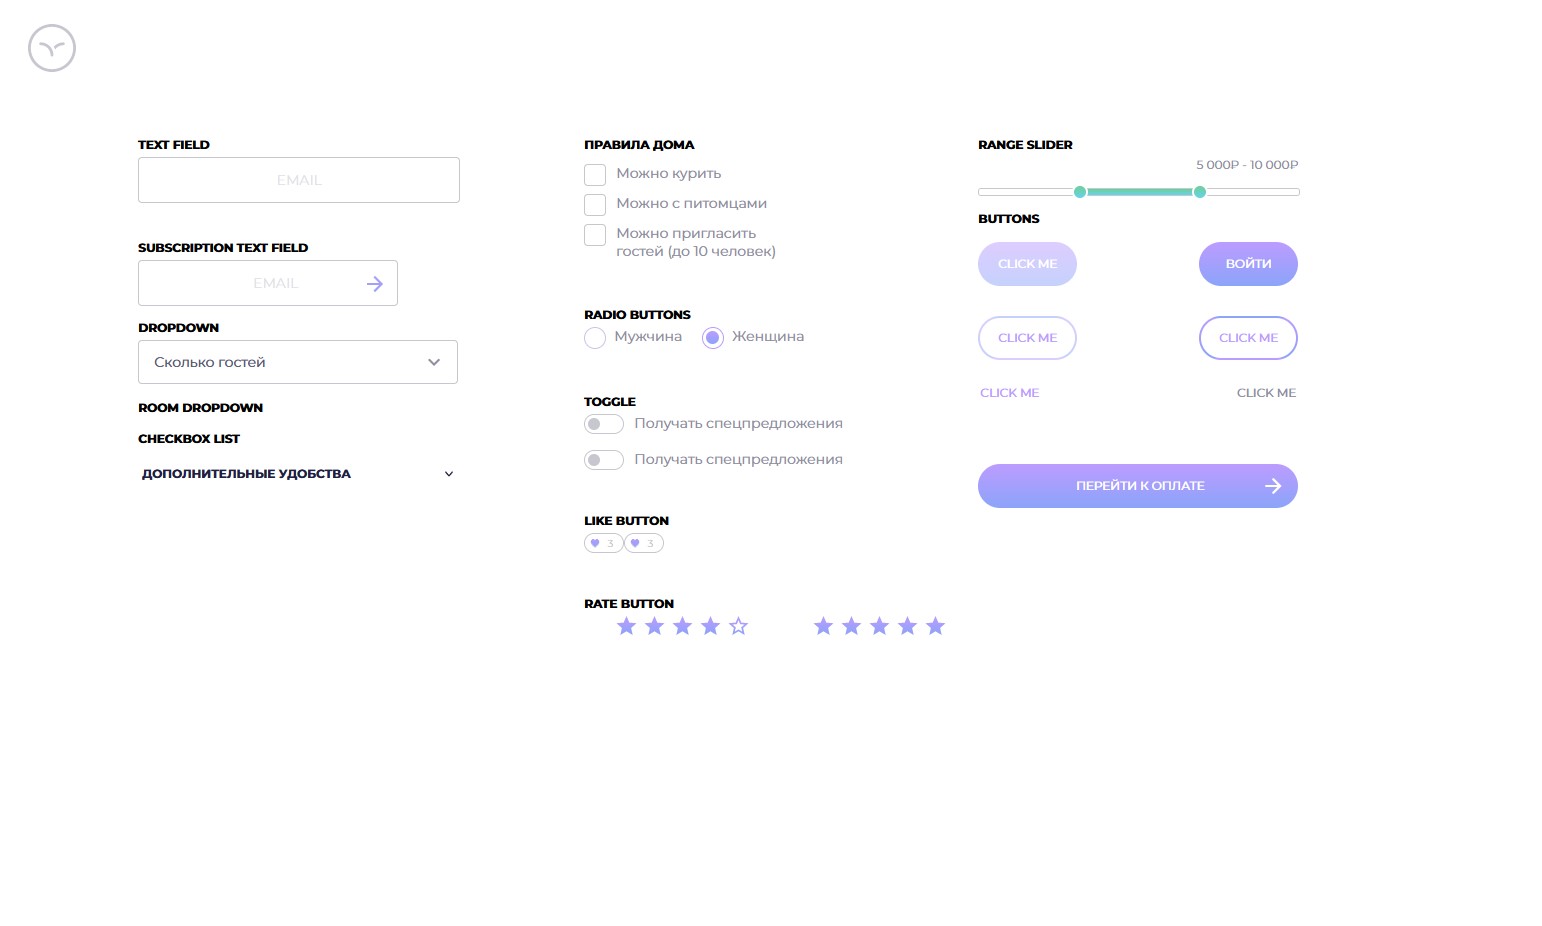 TEXT FIELD
EMAIL
SUBSCRIPTION TEXT FIELD
EMAIL
DROPDOWN
Сколько гостей
ROOM DROPDOWN
CHECKBOX LIST
ДОПОЛНИТЕЛЬНЫЕ УДОБСТВА
ПРАВИЛА ДОМА
Можно курить
Можно с питомцами
Можно пригласить
гостей (до 10 человек)
RADIO BUTTONS
Мужчина Женщина
TOGGLE
Получать спецпредложения
Получать спецпредложения
LIKE BUTTON
3 3
RATE BUTTON
RANGE SLIDER
5 000Р - 10 000Р
BUTTONS
CLICK ME ВОЙТИ
CLICK ME CLICK ME
CLICK ME CLICK ME
ПЕРЕЙТИ К ОПЛАТЕ